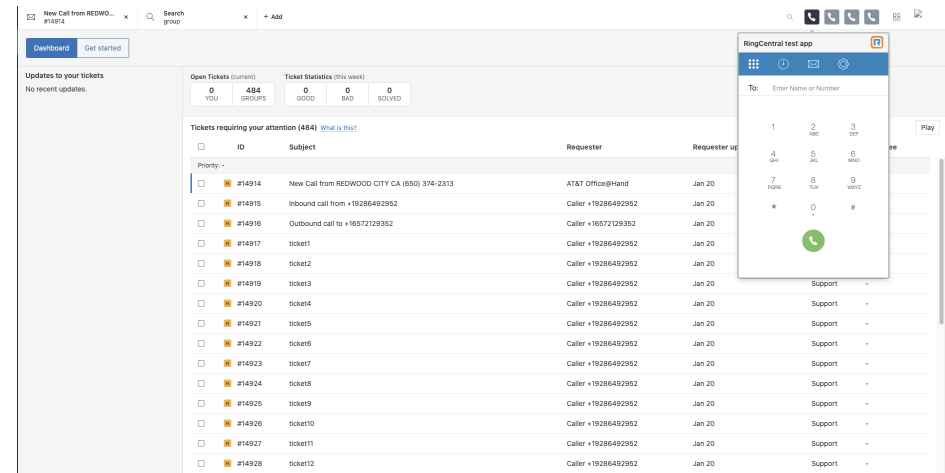 New Call from REDWO...
#14914
Search
group
+ Add
Dashboard
Get started
Updates to your tickets
No recent updates.
Open Tickets (current)
Ticket Statistics (this week)
0 484 0 0 0
YOU GROUPS GOOD BAD SOLVED
Tickets requiring your attention (484) What is this?
Play
ID Subject Requester Requester up ee
Priority: -
N #14914 New Call from REDWOOD CITY CA (650) 374-2313 AT&T Office@Hand Jan 20
N #14915 Inbound call from +19286492952 Caller +19286492952 Jan 20
N #14916 Outbound call to +16572129352 Caller +16572129352 Jan 20
N #14917 ticket1 Caller +19286492952 Jan 20
N #14918 ticket2 Caller +19286492952 Jan 20
N #14919 ticket3 Caller +19286492952 Jan 20 Support -
N #14920 ticket4 Caller +19286492952 Jan 20 Support -
N #14921 ticket5 Caller +19286492952 Jan 20 Support -
N #14922 ticket6 Caller +19286492952 Jan 20 Support -
N #14923 ticket7 Caller +19286492952 Jan 20 Support -
N #14924 ticket8 Caller +19286492952 Jan 20 Support -
N #14925 ticket9 Caller +19286492952 Jan 20 Support -
N #14926 ticket10 Caller +19286492952 Jan 20 Support -
N #14927 ticket11 Caller +19286492952 Jan 20 Support -
N #14928 ticket12 Caller +19286492952 Jan 20 Support -
RingCentral test app
To: Enter Name or Number
1 2 3
ABC DEF
4 5 6
GHI JKL MNO
7 8 9
PQRS TUV WXYZ
* 0 #
+